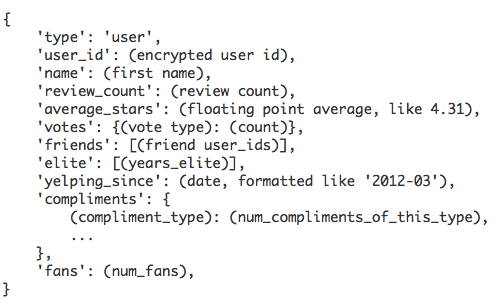 {
    'type': 'user',
    'user_id': (encrypted user id),
    'name': (first name),
    'review_count': (review count),
    'average_stars': (floating point average, like 4.31),
    'votes': {(vote type): (count)},
    'friends': [(friend user_ids)],
    'elite': [(years_elite)],
    'yelping_since': (date, formatted like '2012-03'),
    'compliments': {
        (compliment_type): (num_compliments_of_this_type),
        ...
    },
    'fans': (num_fans),
}